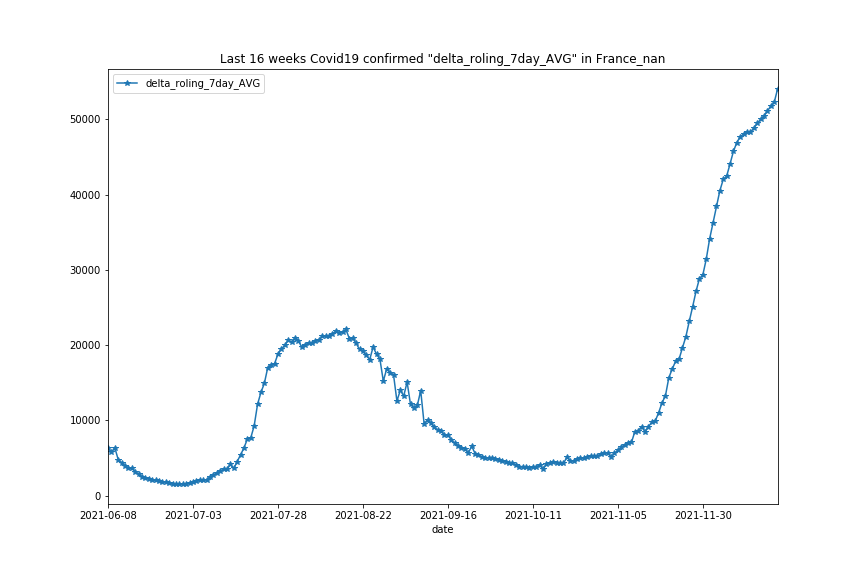 Last 16 weeks Covid19 confirmed "delta_roling_7day_AVG" in France_nan
delta_roling_7day_AVG
50000
40000
30000
20000
10000
0
2021-06-08 2021-07-03 2021-07-28 2021-08-22 2021-09-16 2021-10-11 2021-11-05 2021-11-30
date